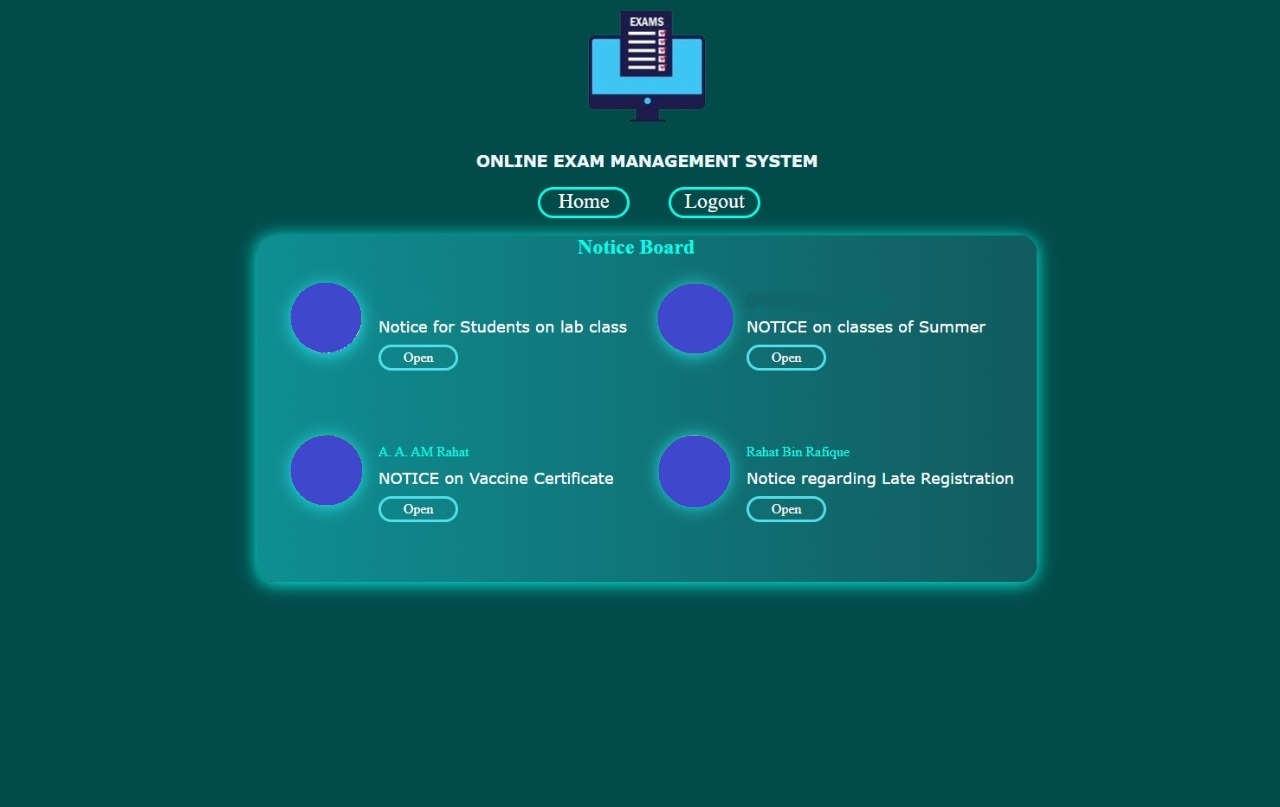 EXAMS
ONLINE EXAM MANAGEMENT SYSTEM
Home Logout
Notice Board
Notice for Students on lab class
Open
NOTICE on classes of Summer
Open
A. A. AM Rahat
NOTICE on Vaccine Certificate
Open
Rahat Bin Rafique
Notice regarding Late Registration
Open